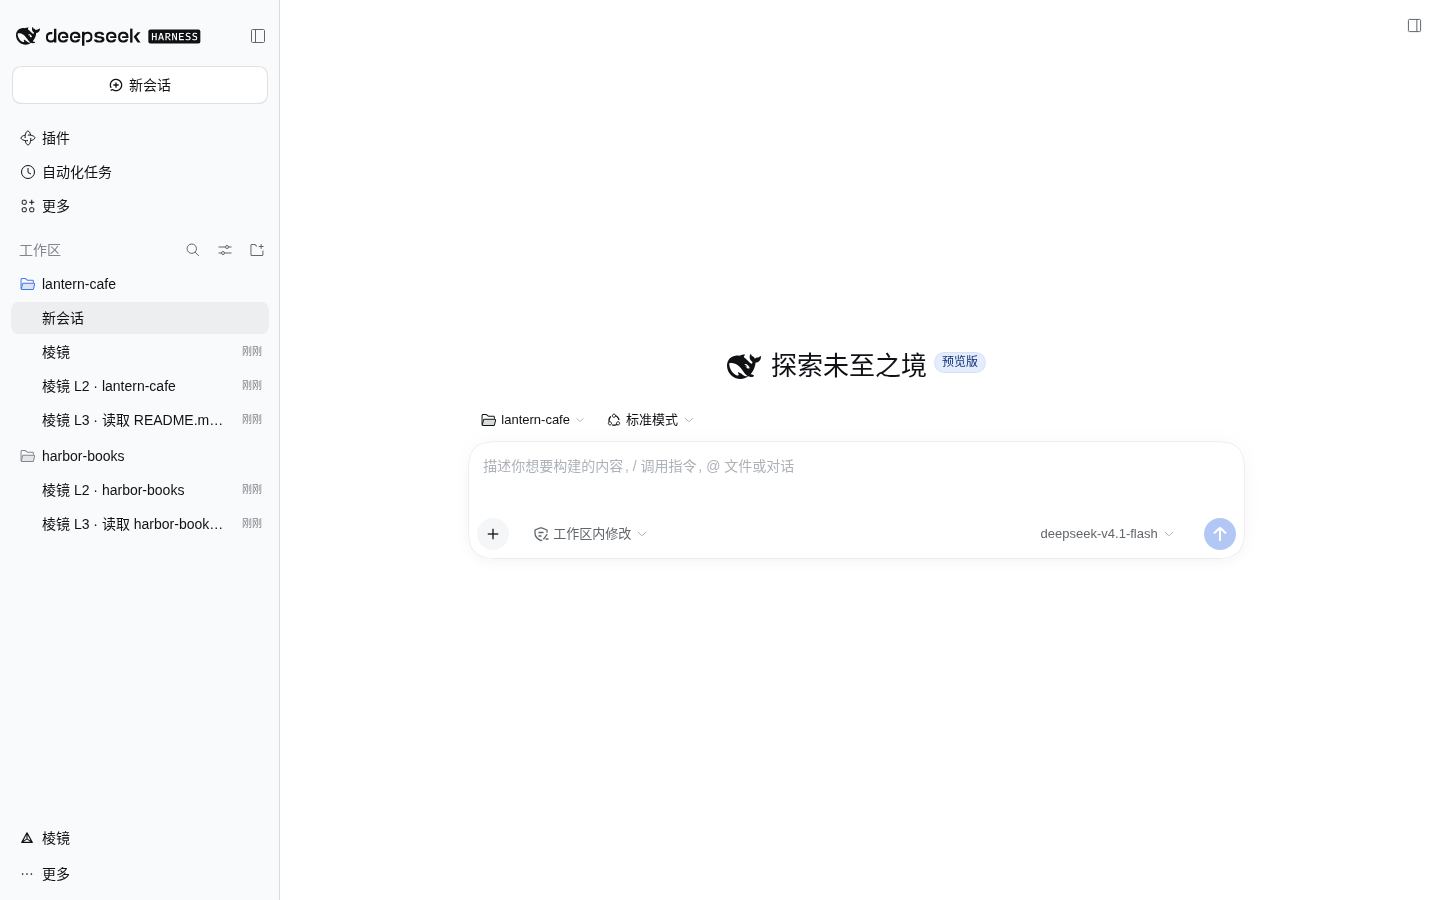 deepseek HARNESS
新会话
插件
自动化任务
更多
工作区
lantern-cafe
新会话
棱镜 刚刚
棱镜 L2 · lantern-cafe 刚刚
棱镜 L3 · 读取 README.m… 刚刚
harbor-books
棱镜 L2 · harbor-books 刚刚
棱镜 L3 · 读取 harbor-book… 刚刚
棱镜
更多
探索未至之境 预览版
lantern-cafe 标准模式
描述你想要构建的内容, / 调用指令, @ 文件或对话
工作区内修改 deepseek-v4.1-flash